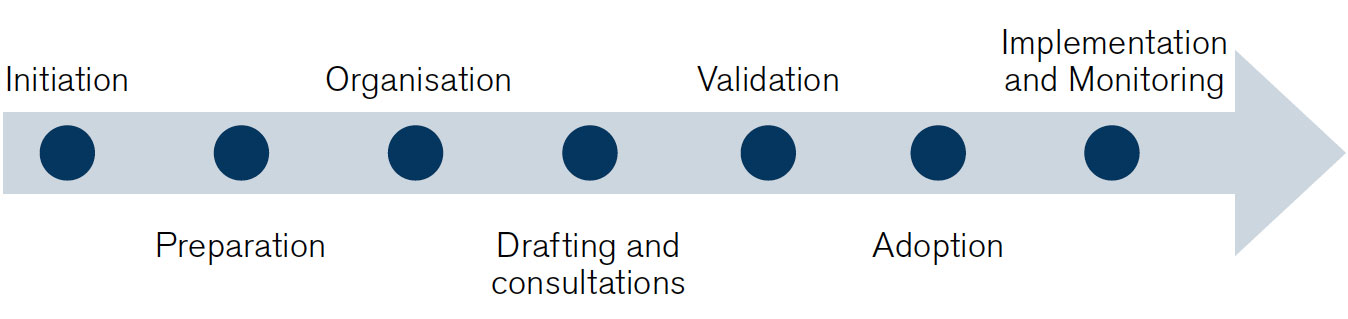 Initiation
Preparation
Organisation
Drafting and
consultations
Validation
Adoption
Implementation
and Monitoring